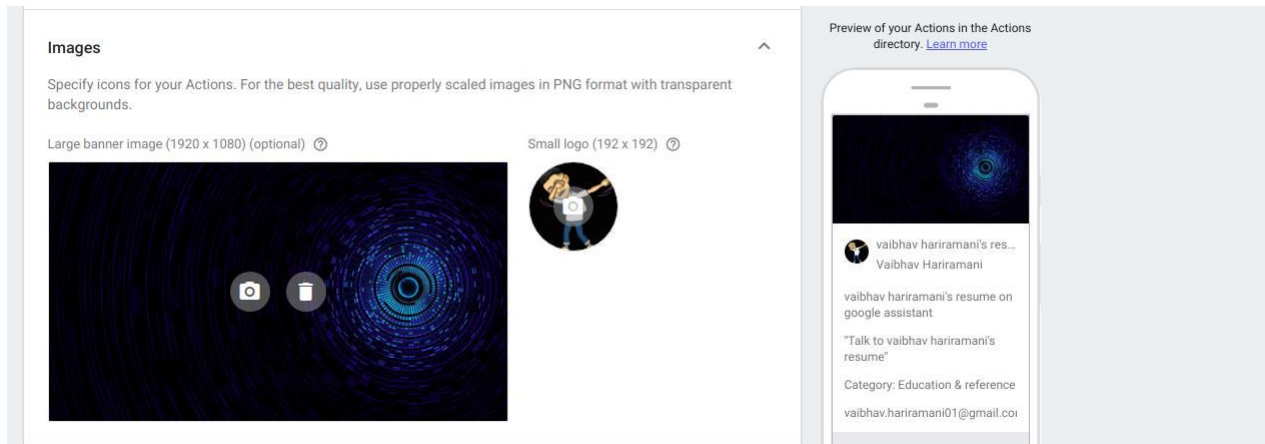 Images
Specify icons for your Actions. For the best quality, use properly scaled images in PNG format with transparent
backgrounds.
Large banner image (1920 x 1080) (optional)
Small logo (192 x 192)
Preview of your Actions in the Actions
directory. Learn more
vaibhav hariramani's res...
Vaibhav Hariramani
vaibhav hariramani's resume on
google assistant
"Talk to vaibhav hariramani's
resume"
Category: Education & reference
vaibhav.hariramani01@gmail.co